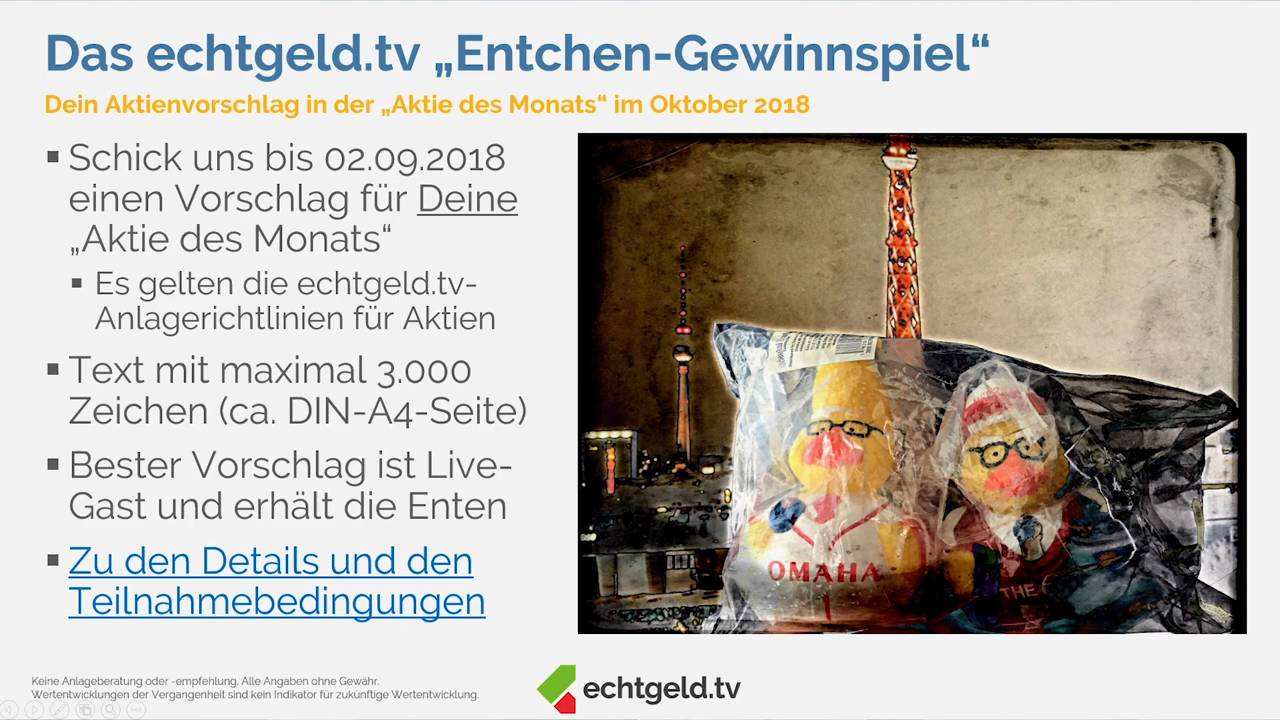 Das echtgeld.tv „Entchen-Gewinnspiel“
Dein Aktienvorschlag in der „Aktie des Monats“ im Oktober 2018
▪ Schick uns bis 02.09.2018
einen Vorschlag für Deine
„Aktie des Monats“
▪ Es gelten die echtgeld.tv-
Anlagerichtlinien für Aktien
▪ Text mit maximal 3.000
Zeichen (ca. DIN-A4-Seite)
▪ Bester Vorschlag ist Live-
Gast und erhält die Enten
▪ Zu den Details und den
Teilnahmebedingungen
OMAHA
THE
Keine Anlageberatung oder -empfehlung. Alle Angaben ohne Gewähr.
Wertentwicklungen der Vergangenheit sind kein Indikator für zukünftige Wertentwicklung.
echtgeld.tv